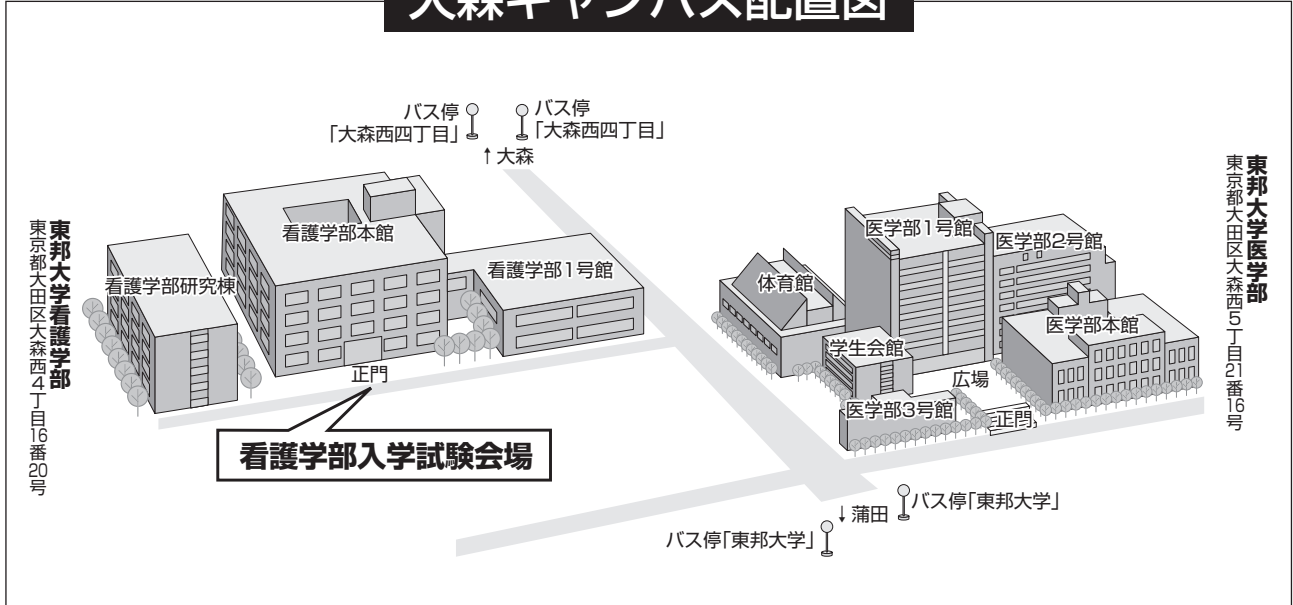 大森キャンパス配置図
バス停
「大森西四丁目」
バス停
「大森西四丁目」
↑大森
東邦大学看護学部
東京都大田区大森西4丁目16番20号
看護学部研究棟
看護学部本館
看護学部1号館
正門
看護学部入学試験会場
体育館
医学部1号館
医学部2号館
医学部本館
学生会館
広場
医学部3号館
正門
東邦大学医学部
東京都大田区大森西5丁目21番16号
↓蒲田
バス停「東邦大学」
バス停「東邦大学」